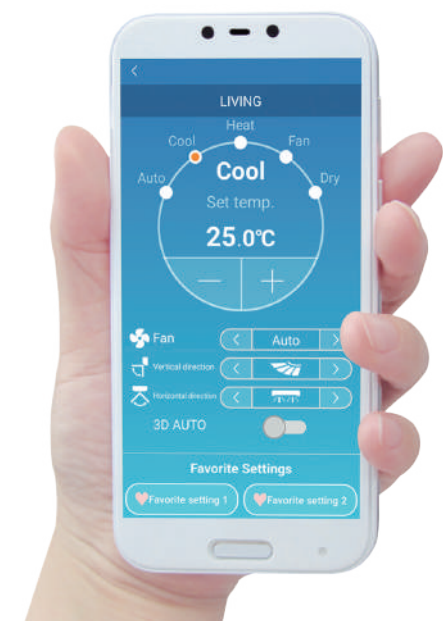 <
LIVING
Heat
Cool
Fan
Auto
Cool
Dry
Set temp.
25.0°C
− +
Fan < Auto >
Vertical direction < >
Horizontal direction < >
3D AUTO
Favorite Settings
Favorite setting 1
Favorite setting 2